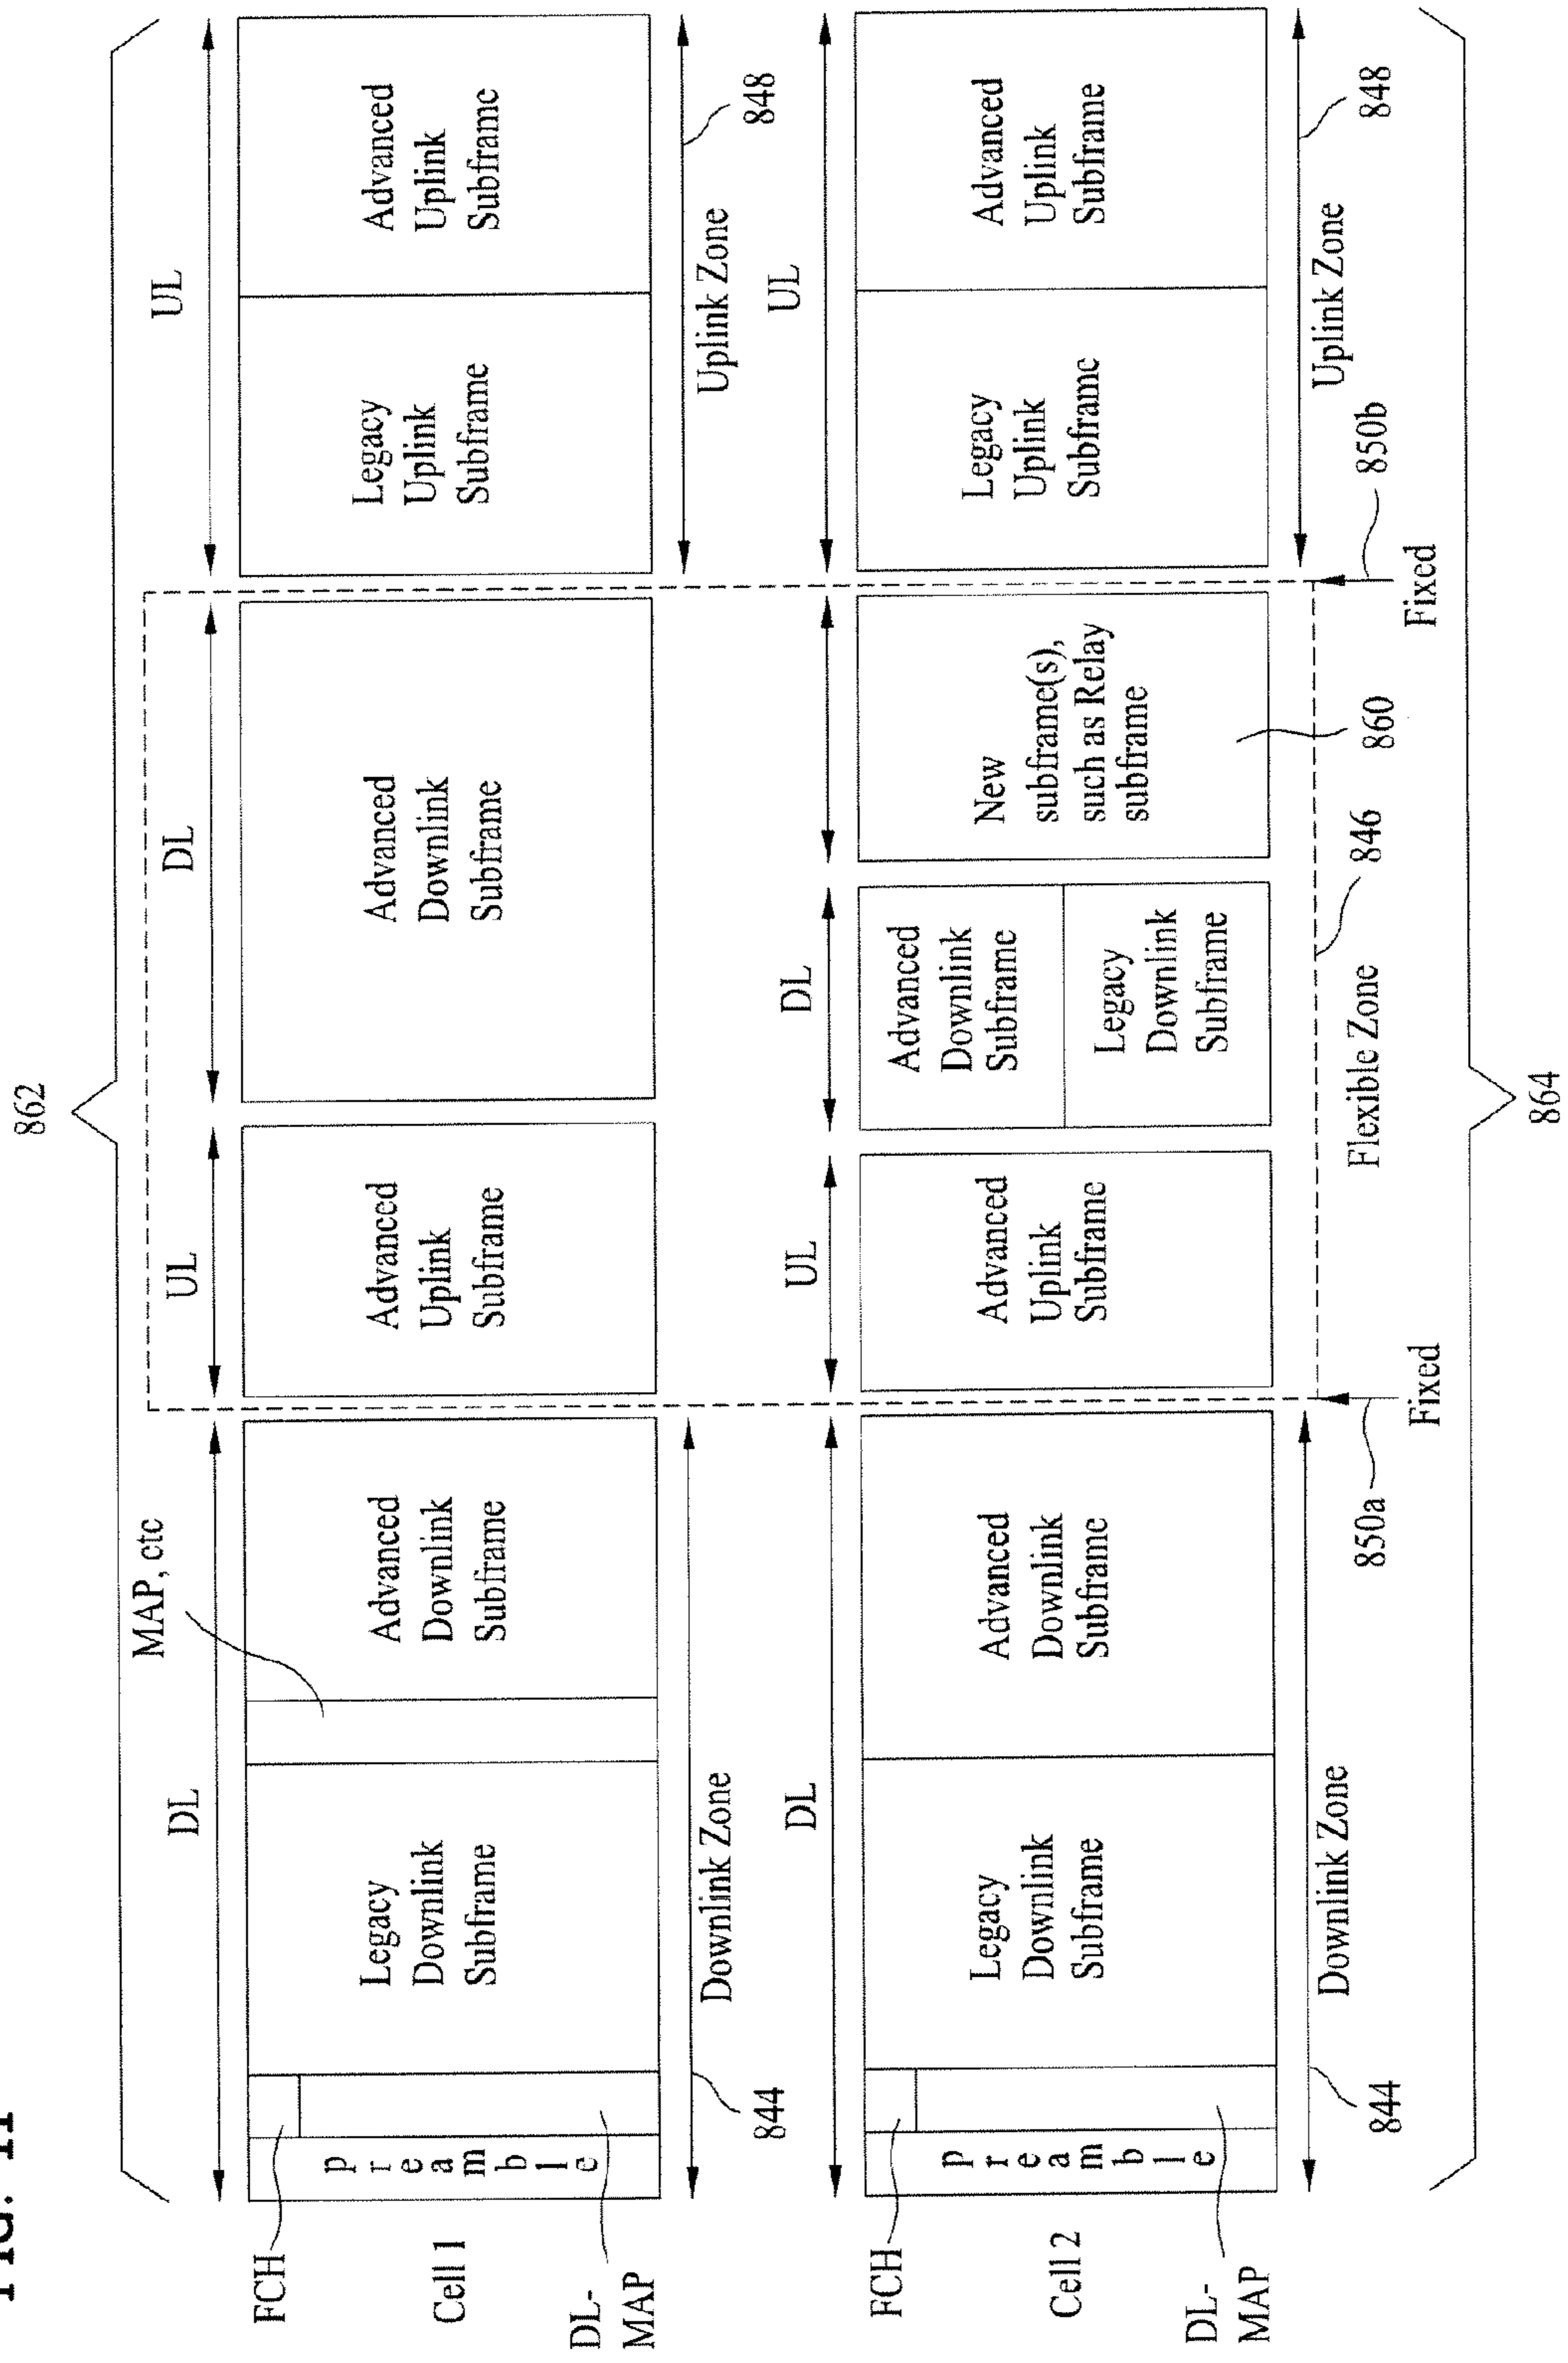 FIG. 11
862
MAP, etc
DL
UL
DL
UL
FCH
Cell 1
DL-
MAP
preamble
Legacy
Downlink
Subframe
Advanced
Downlink
Subframe
Advanced
Uplink
Subframe
Advanced
Downlink
Subframe
Legacy
Uplink
Subframe
Advanced
Uplink
Subframe
844
Downlink Zone
Uplink Zone
848
DL
UL
DL
UL
FCH
Cell 2
DL-
MAP
preamble
Legacy
Downlink
Subframe
Advanced
Downlink
Subframe
Advanced
Uplink
Subframe
Advanced
Downlink
Subframe
Legacy
Downlink
Subframe
New
subframe(s),
such as Relay
subframe
Legacy
Uplink
Subframe
Advanced
Uplink
Subframe
844
Downlink Zone
850a
Fixed
Flexible Zone
846
860
Fixed
850b
Uplink Zone
848
864